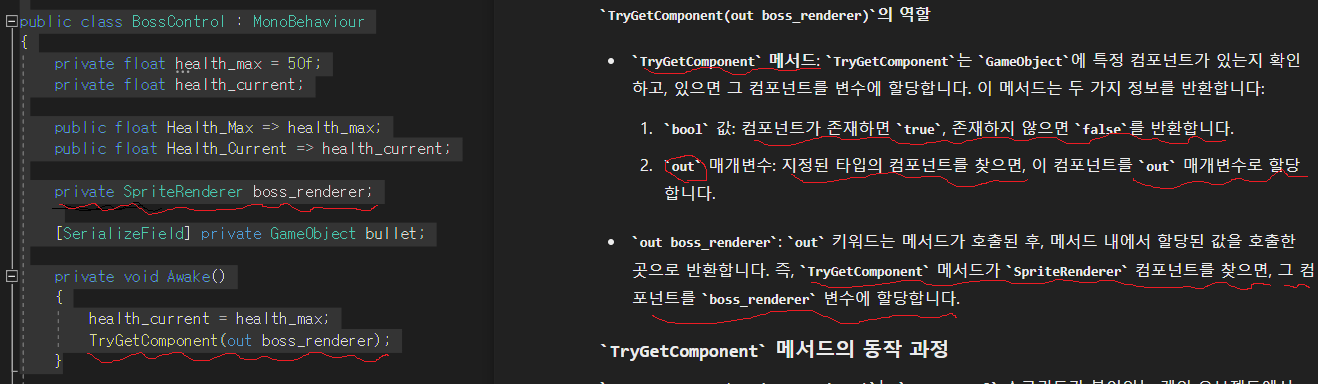 public class BossControl : MonoBehaviour
{
private float health_max = 50f;
private float health_current;
public float Health_Max => health_max;
public float Health_Current => health_current;
private SpriteRenderer boss_renderer;
[SerializeField] private GameObject bullet;
private void Awake()
{
health_current = health_max;
TryGetComponent(out boss_renderer);
}
`TryGetComponent(out boss_renderer)`의 역할
• `TryGetComponent` 메서드: `TryGetComponent`는 `GameObject`에 특정 컴포넌트가 있는지 확인
하고, 있으면 그 컴포넌트를 변수에 할당합니다. 이 메서드는 두 가지 정보를 반환합니다:
1. `bool` 값: 컴포넌트가 존재하면 `true`, 존재하지 않으면 `false`를 반환합니다.
2. `out` 매개변수: 지정된 타입의 컴포넌트를 찾으면, 이 컴포넌트를 `out` 매개변수로 할당
합니다.
• `out boss_renderer`: `out` 키워드는 메서드가 호출된 후, 메서드 내에서 할당된 값을 호출한
곳으로 반환합니다. 즉, `TryGetComponent` 메서드가 `SpriteRenderer` 컴포넌트를 찾으면, 그 컴
포넌트를 `boss_renderer` 변수에 할당합니다.
`TryGetComponent` 메서드의 동작 과정